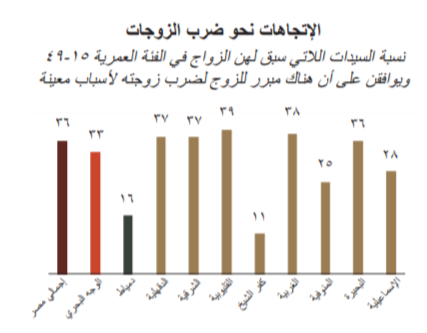 الإتجاهات نحو ضرب الزوجات
نسبة السيدات اللاتي سبق لهن الزواج في الفئة العمرية ١٥-٤٩
ويوافقن على أن هناك مبرر للزوج لضرب زوجته لأسباب معينة
٣٦ ٣٣ ١٦ ٣٧ ٣٧ ٣٩ ١١ ٣٨ ٢٥ ٣٦ ٢٨
إجمالي مصر الوجه البحري دمياط الدقهلية الشرقية القليوبية كفر الشيخ الغربية المنوفية البحيرة الإسماعيلية